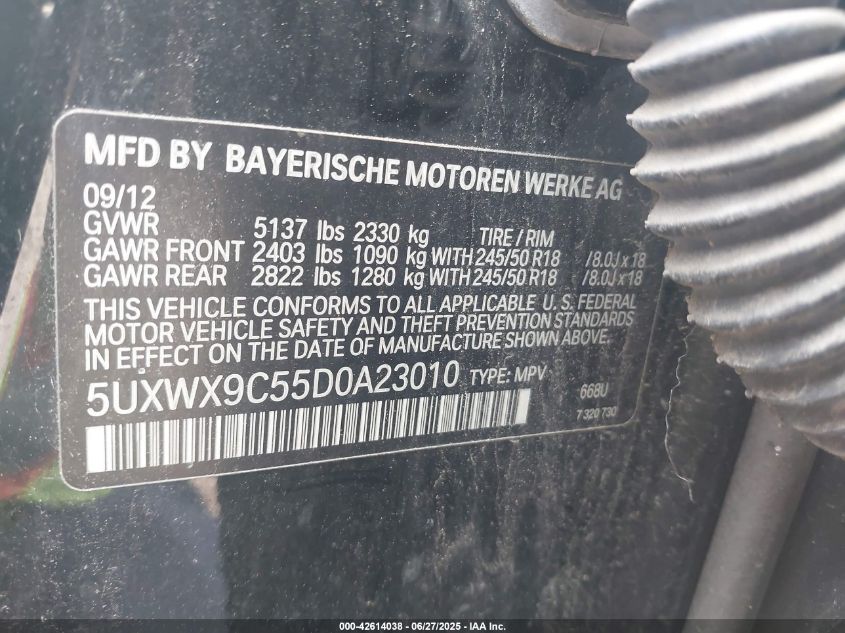 MFD BY BAYERISCHE MOTOREN WERKE AG
09/12
GVWR 5137 lbs 2330 kg TIRE / RIM
GAWR FRONT 2403 lbs 1090 kg WITH 245/50 R18 /8.0J x 18
GAWR REAR 2822 lbs 1280 kg WITH 245/50 R18 /8.0J x 18
THIS VEHICLE CONFORMS TO ALL APPLICABLE U.S. FEDERAL
MOTOR VEHICLE SAFETY AND THEFT PREVENTION STANDARDS
IN EFFECT ON THE DATE OF MANUFACTURE SHOWN ABOVE.
5UXWX9C55D0A23010 TYPE: MPV 668U
7 320 730
000-42614038 - 06/27/2025 - IAA Inc.